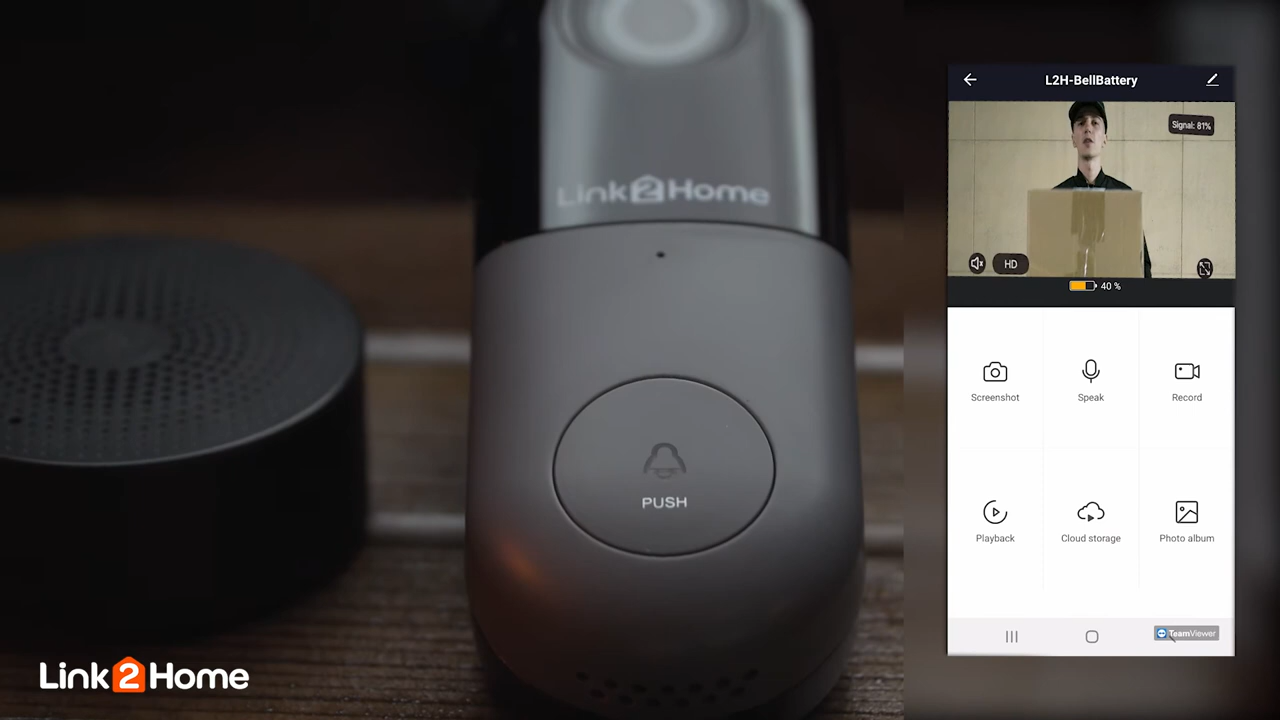 Link2Home
PUSH
Link2Home
L2H-BellBattery
Signal: 81%
HD
40 %
Screenshot
Speak
Record
Playback
Cloud storage
Photo album
TeamViewer